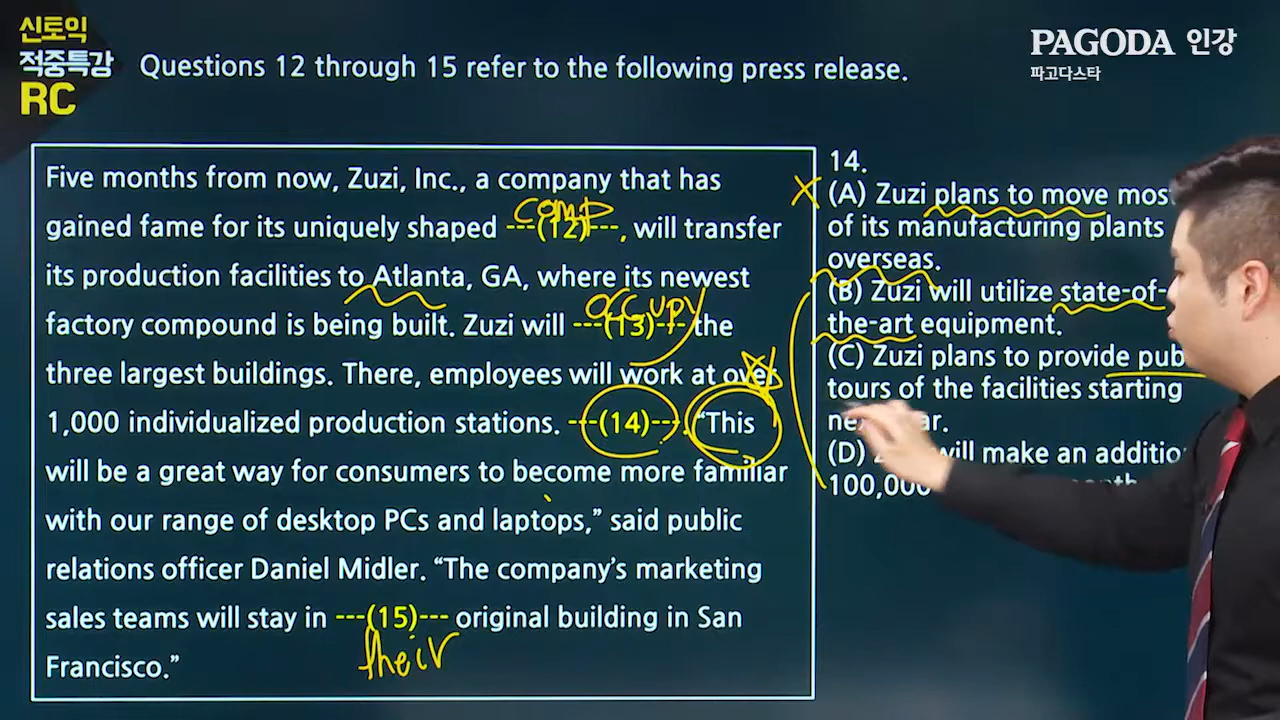 신토익
적중특강
RC
Questions 12 through 15 refer to the following press release.
PAGODA 인강
파고다스타
Five months from now, Zuzi, Inc., a company that has
gained fame for its uniquely shaped ---(12)---, will transfer
comp
its production facilities to Atlanta, GA, where its newest
factory compound is being built. Zuzi will ---(13)--- the
occupy
three largest buildings. There, employees will work at over
1,000 individualized production stations. ---(14)---. “This
will be a great way for consumers to become more familiar
with our range of desktop PCs and laptops,” said public
relations officer Daniel Midler. “The company’s marketing
sales teams will stay in ---(15)--- original building in San
their
Francisco.”
14.
(A) Zuzi plans to move
of its manufacturing plants
overseas.
(B) Zuzi will utilize state-of-
the-art equipment.
(C) Zuzi plans to provide
tours of the facilities starting
(D) will make an
100,000